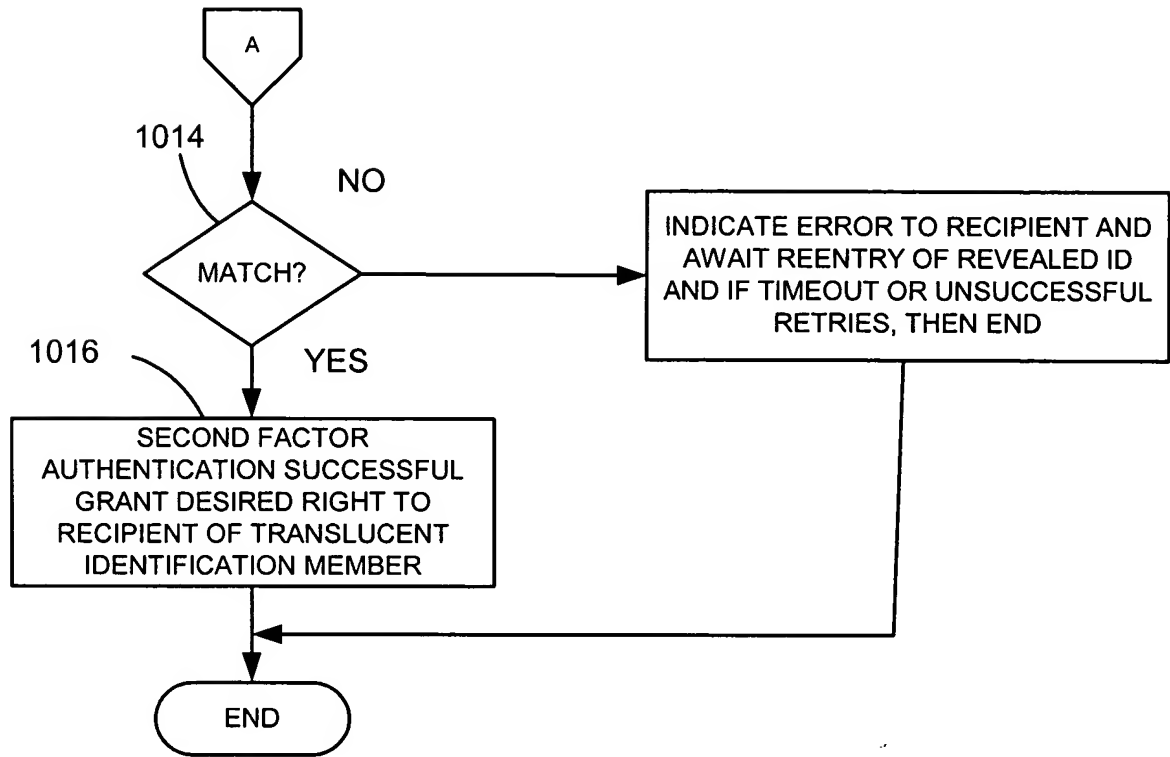 A
1014
NO
MATCH?
INDICATE ERROR TO RECIPIENT AND
AWAIT REENTRY OF REVEALED ID
AND IF TIMEOUT OR UNSUCCESSFUL
RETRIES, THEN END
1016
YES
SECOND FACTOR
AUTHENTICATION SUCCESSFUL
GRANT DESIRED RIGHT TO
RECIPIENT OF TRANSLUCENT
IDENTIFICATION MEMBER
END